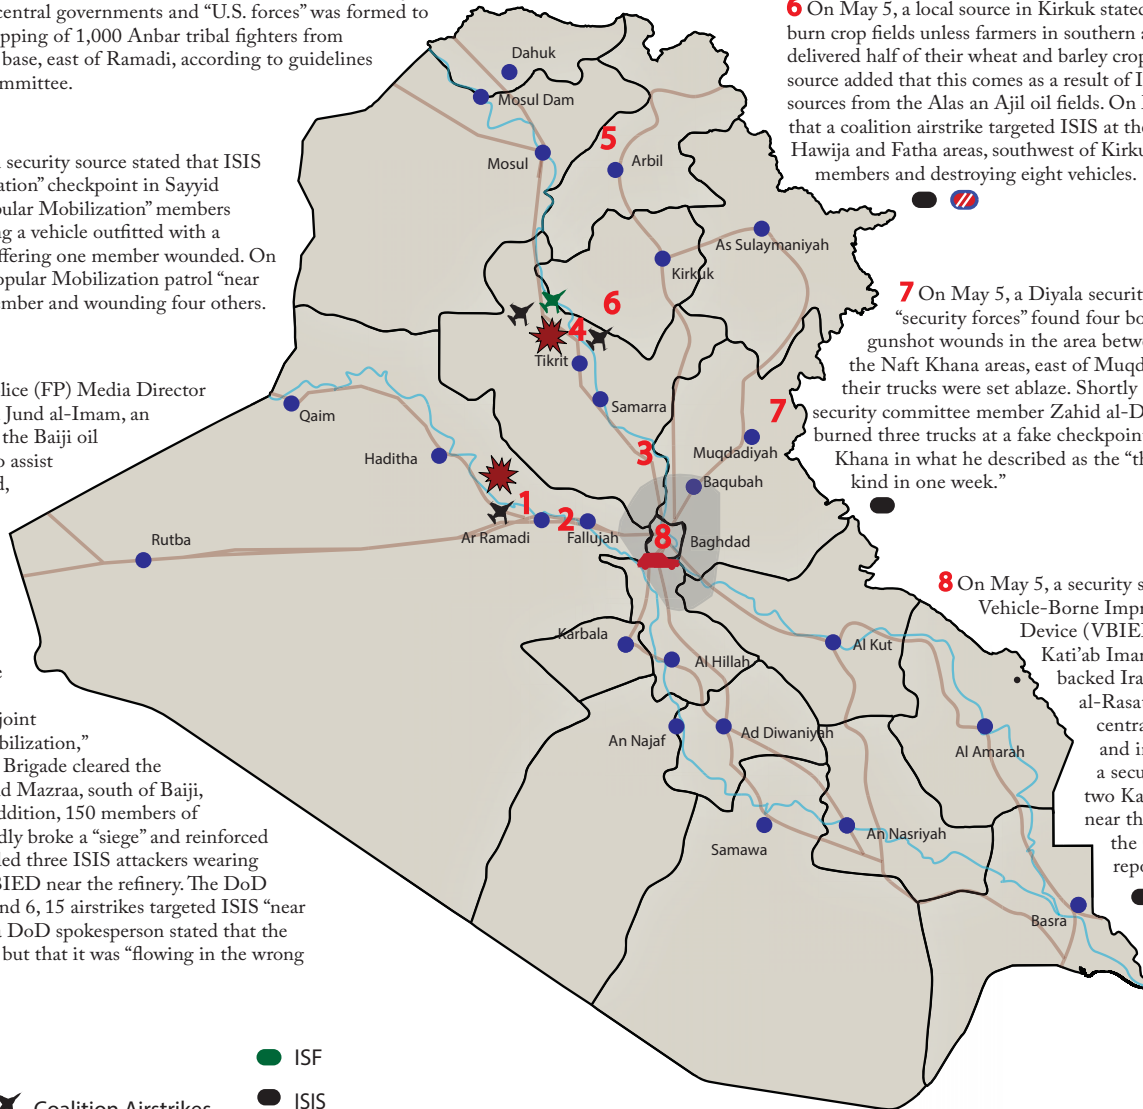 central governments and “U.S. forces” was formed to
pping of 1,000 Anbar tribal fighters from
base, east of Ramadi, according to guidelines
mmittee.
security source stated that ISIS
ation” checkpoint in Sayyid
pular Mobilization” members
g a vehicle outfitted with a
ffering one member wounded. On
opular Mobilization patrol “near
ember and wounding four others.
lice (FP) Media Director
Jund al-Imam, an
the Baiji oil
o assist
d,
e
joint
bilization,”
Brigade cleared the
d Mazraa, south of Baiji,
ddition, 150 members of
dly broke a “siege” and reinforced
led three ISIS attackers wearing
BIED near the refinery. The DoD
nd 6, 15 airstrikes targeted ISIS “near
a DoD spokesperson stated that the
but that it was “flowing in the wrong
Coalition Airstrikes
ISF
ISIS
Dahuk
Mosul Dam
Mosul
5
Arbil
As Sulaymaniyah
Kirkuk
6
4
Tikrit
Samarra
7
Muqdadiyah
3
Baqubah
Qaim
Haditha
1
2
Ar Ramadi
Fallujah
8
Baghdad
Rutba
Karbala
Al Hillah
Al Kut
An Najaf
Ad Diwaniyah
Al Amarah
Samawa
An Nasriyah
Basra
6 On May 5, a local source in Kirkuk stated
burn crop fields unless farmers in southern a
delivered half of their wheat and barley crop
source added that this comes as a result of I
sources from the Alas an Ajil oil fields. On
that a coalition airstrike targeted ISIS at the
Hawija and Fatha areas, southwest of Kirku
members and destroying eight vehicles.
7 On May 5, a Diyala securit
“security forces” found four bo
gunshot wounds in the area betw
the Naft Khana areas, east of Muqd
their trucks were set ablaze. Shortly
security committee member Zahid al-D
burned three trucks at a fake checkpoin
Khana in what he described as the “th
kind in one week.”
8 On May 5, a security s
Vehicle-Borne Impr
Device (VBIE
Kati’ab Imam
backed Ira
al-Rasa
centra
and in
a secu
two Ka
near th
the
repo